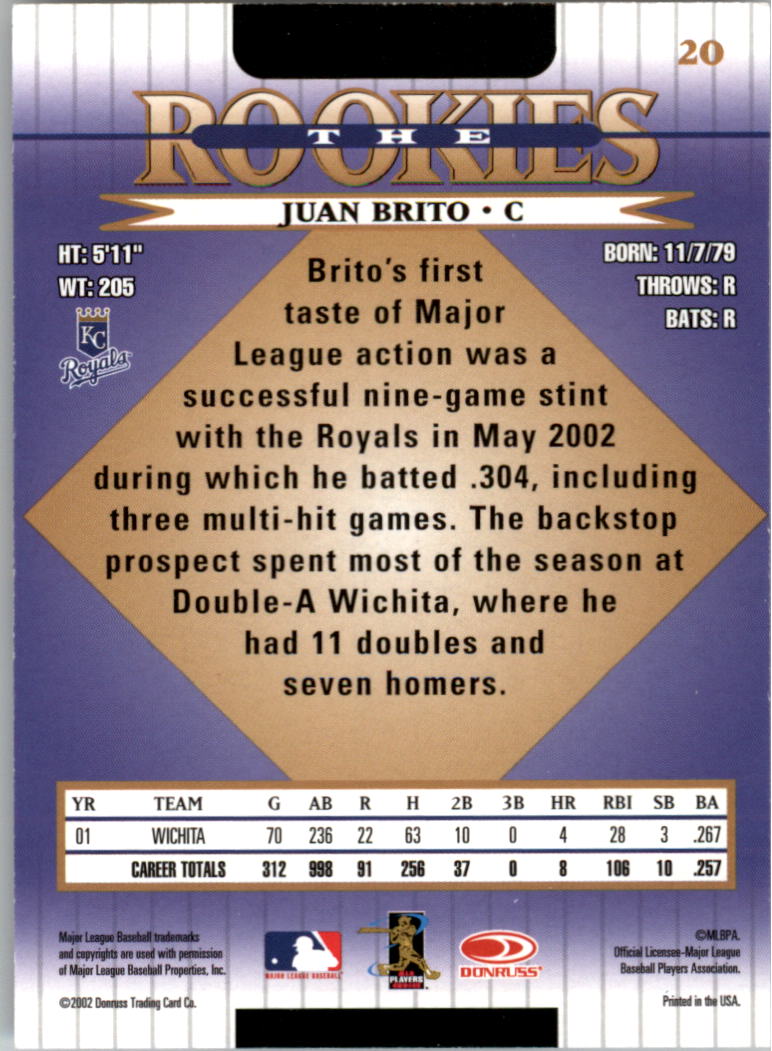 20
THE
ROOKIES
JUAN BRITO • C
HT: 5'11"
WT: 205
KC
Royals
BORN: 11/7/79
THROWS: R
BATS: R
Brito's first
taste of Major
League action was a
successful nine-game stint
with the Royals in May 2002
during which he batted .304, including
three multi-hit games. The backstop
prospect spent most of the season at
Double-A Wichita, where he
had 11 doubles and
seven homers.
YR TEAM G AB R H 2B 3B HR RBI SB BA
01 WICHITA 70 236 22 63 10 0 4 28 3 .267
CAREER TOTALS 312 998 91 256 37 0 8 106 10 .257
Major League Baseball trademarks
and copyrights are used with permission
of Major League Baseball Properties, Inc.
©2002 Donruss Trading Card Co.
MAJOR LEAGUE BASEBALL
PLAYERS
CHOICE
DONRUSS
©MLBPA.
Official Licensee-Major League
Baseball Players Association.
Printed in the USA.